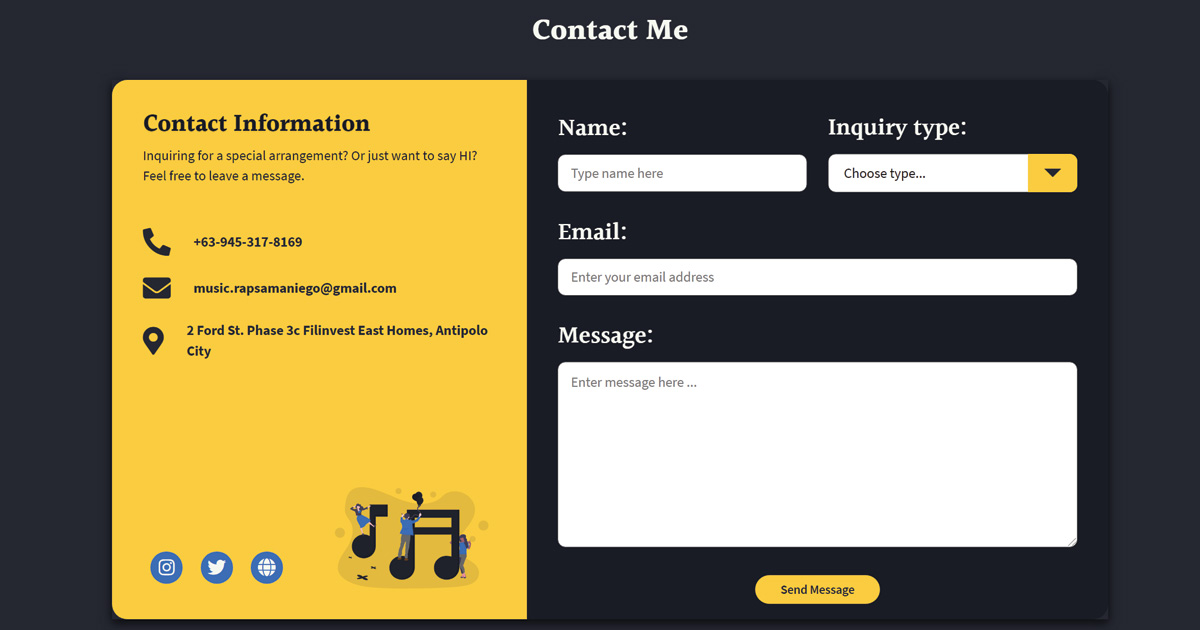 Contact Me
Contact Information
Inquiring for a special arrangement? Or just want to say HI?
Feel free to leave a message.
+63-945-317-8169
music.rapsamaniego@gmail.com
2 Ford St. Phase 3c Filinvest East Homes, Antipolo
City
Name:
Type name here
Inquiry type:
Choose type...
Email:
Enter your email address
Message:
Enter message here ...
Send Message